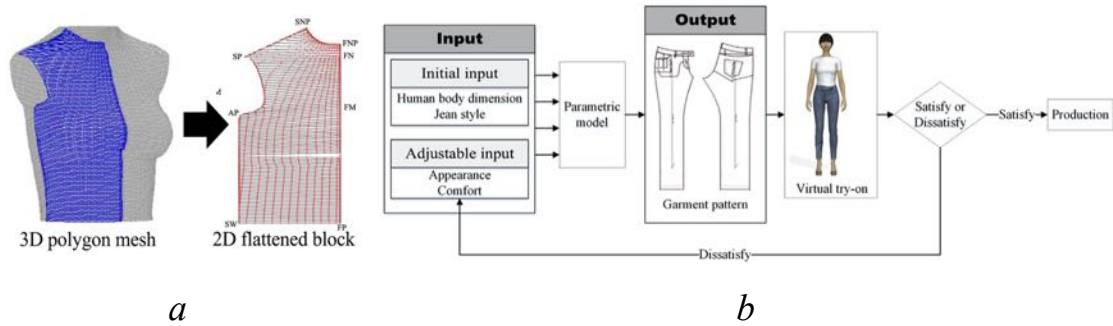 SNP
FNP
SP
FN
d
AP
FM
SW
FP
3D polygon mesh
2D flattened block
a
Input
Initial input
Human body dimension
Jean style
Adjustable input
Appearance
Comfort
Parametric
model
Output
Garment pattern
Virtual try-on
Satisfy or
Dissatisfy
Satisfy
Production
Dissatisfy
b